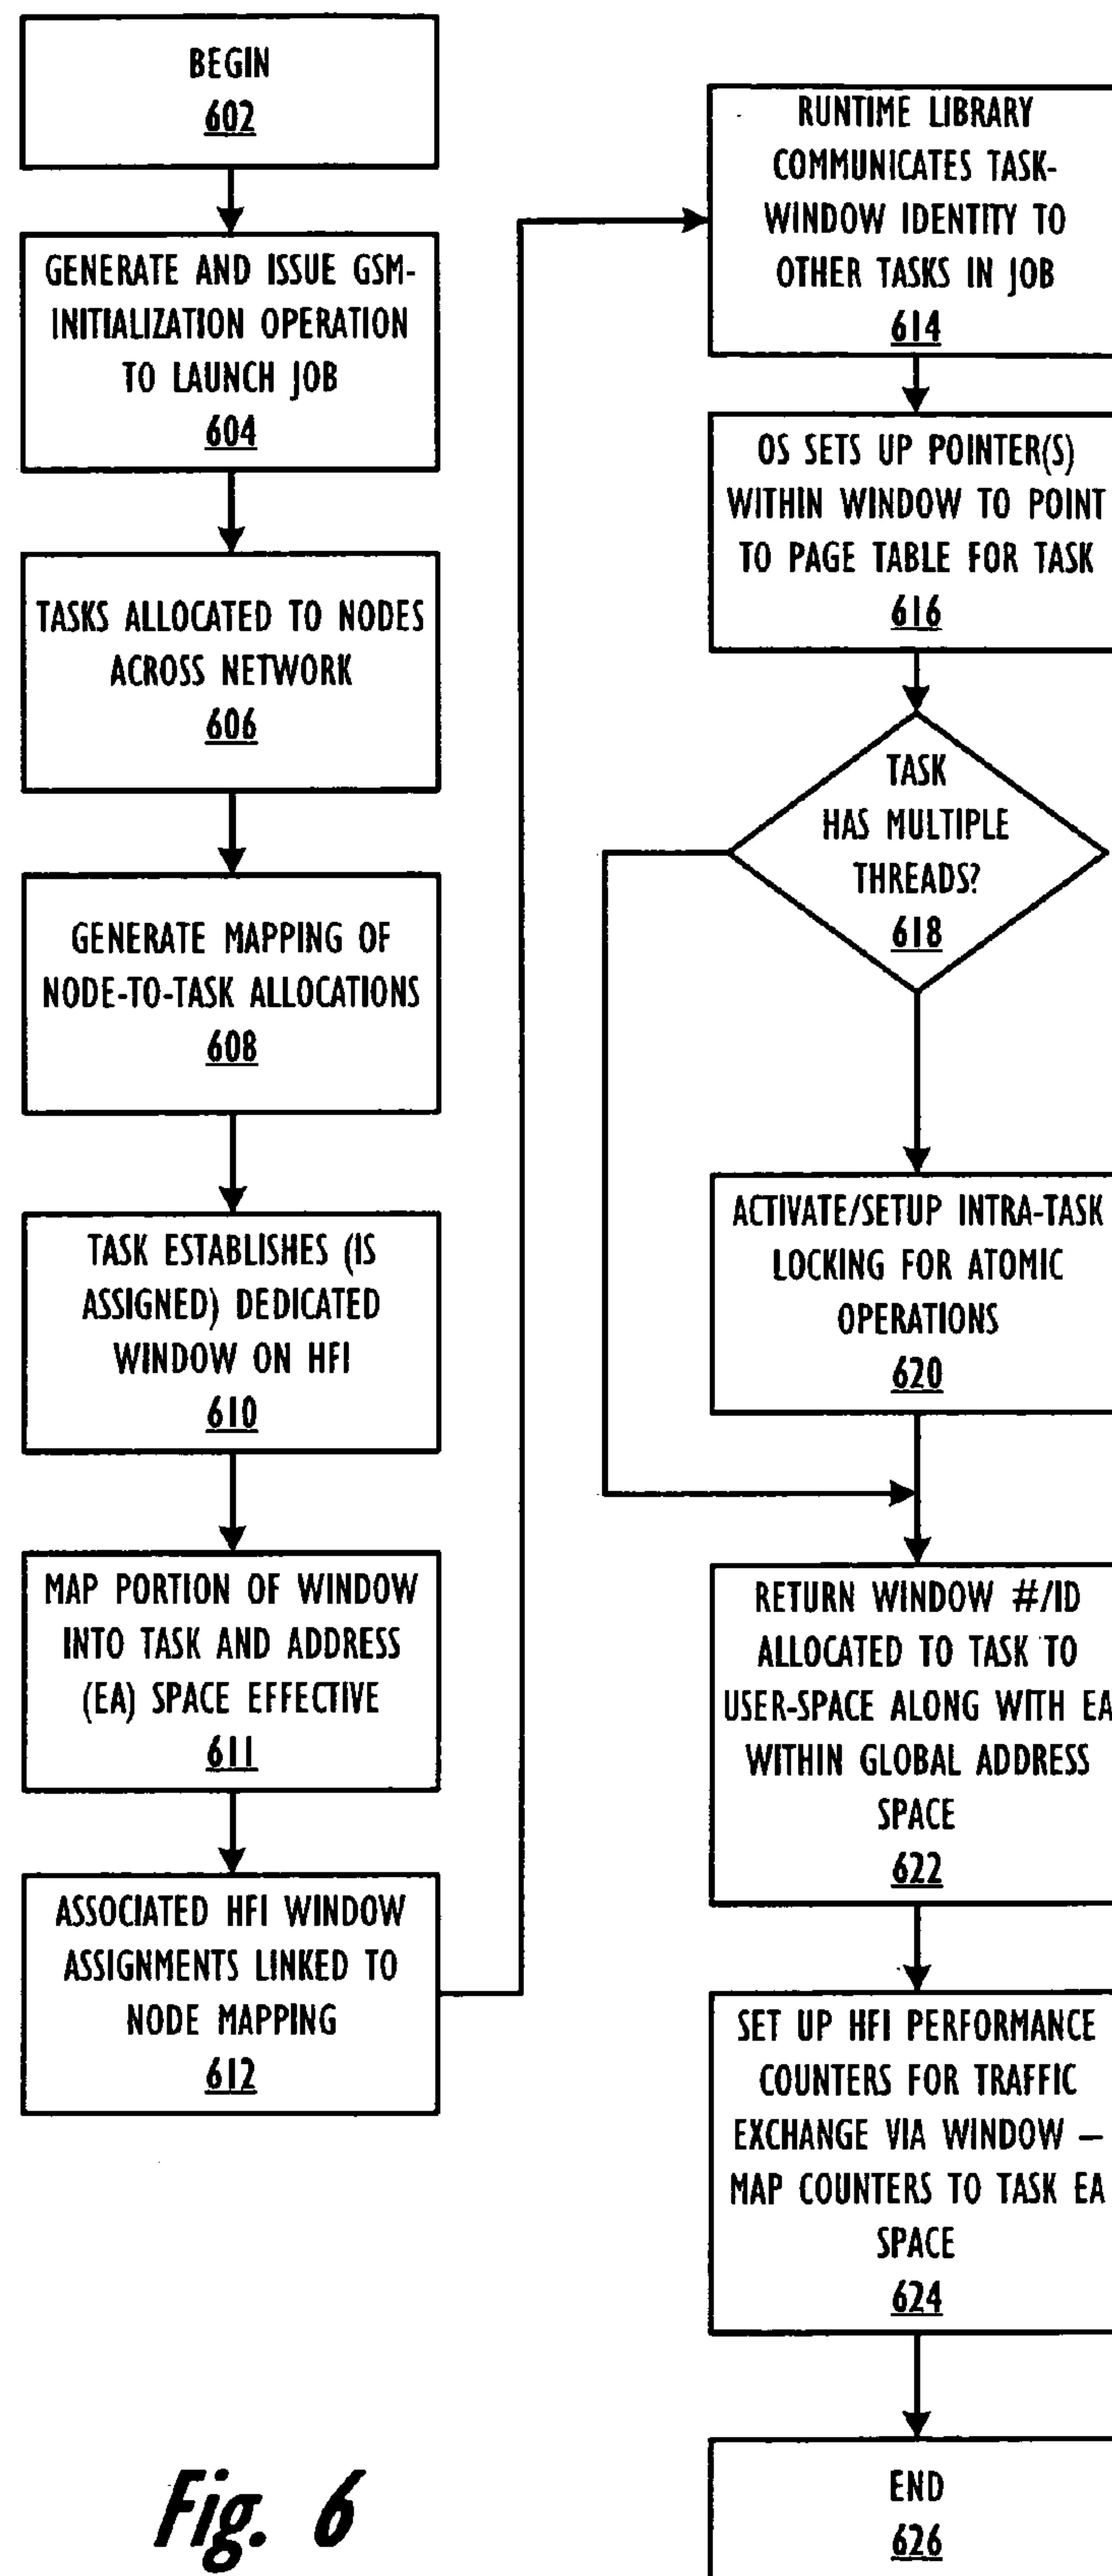 BEGIN
602
GENERATE AND ISSUE GSM-
INITIALIZATION OPERATION
TO LAUNCH JOB
604
TASKS ALLOCATED TO NODES
ACROSS NETWORK
606
GENERATE MAPPING OF
NODE-TO-TASK ALLOCATIONS
608
TASK ESTABLISHES (IS
ASSIGNED) DEDICATED
WINDOW ON HFI
610
MAP PORTION OF WINDOW
INTO TASK AND ADDRESS
(EA) SPACE EFFECTIVE
611
ASSOCIATED HFI WINDOW
ASSIGNMENTS LINKED TO
NODE MAPPING
612
RUNTIME LIBRARY
COMMUNICATES TASK-
WINDOW IDENTITY TO
OTHER TASKS IN JOB
614
OS SETS UP POINTER(S)
WITHIN WINDOW TO POINT
TO PAGE TABLE FOR TASK
616
TASK
HAS MULTIPLE
THREADS?
618
ACTIVATE/SETUP INTRA-TASK
LOCKING FOR ATOMIC
OPERATIONS
620
RETURN WINDOW #/ID
ALLOCATED TO TASK TO
USER-SPACE ALONG WITH EA
WITHIN GLOBAL ADDRESS
SPACE
622
SET UP HFI PERFORMANCE
COUNTERS FOR TRAFFIC
EXCHANGE VIA WINDOW –
MAP COUNTERS TO TASK EA
SPACE
624
END
626
Fig. 6